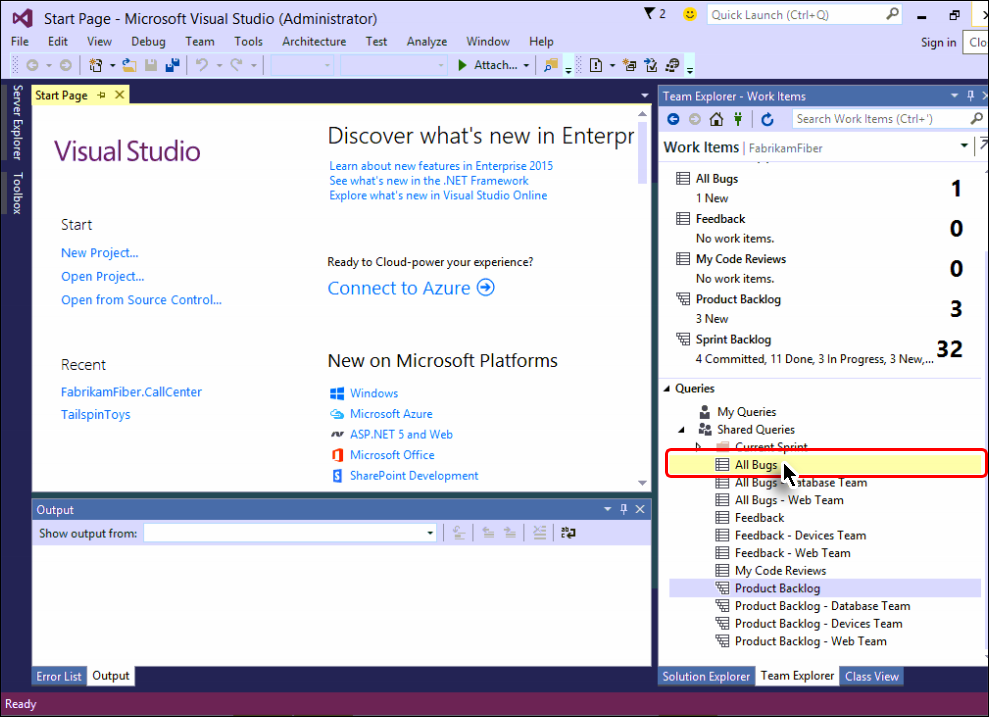 Start Page - Microsoft Visual Studio (Administrator)
2
Quick Launch (Ctrl+Q)
File Edit View Debug Team Tools Architecture Test Analyze Window Help
Sign in
Clo
Attach...
Server Explorer
Toolbox
Start Page
Visual Studio
Start
New Project...
Open Project...
Open from Source Control...
Recent
FabrikamFiber.CallCenter
TailspinToys
Discover what's new in Enterpr
Learn about new features in Enterprise 2015
See what's new in the .NET Framework
Explore what's new in Visual Studio Online
Ready to Cloud-power your experience?
Connect to Azure
New on Microsoft Platforms
Windows
Microsoft Azure
ASP.NET 5 and Web
Microsoft Office
SharePoint Development
Output
Show output from:
Error List Output
Team Explorer - Work Items
Search Work Items (Ctrl+')
Work Items | FabrikamFiber
All Bugs
1 New
1
Feedback
No work items.
0
My Code Reviews
No work items.
0
Product Backlog
3 New
3
Sprint Backlog
4 Committed, 11 Done, 3 In Progress, 3 New,...
32
Queries
My Queries
Shared Queries
Current Sprint
All Bugs
All Bugs - Database Team
All Bugs - Web Team
Feedback
Feedback - Devices Team
Feedback - Web Team
My Code Reviews
Product Backlog
Product Backlog - Database Team
Product Backlog - Devices Team
Product Backlog - Web Team
Solution Explorer Team Explorer Class View
Ready